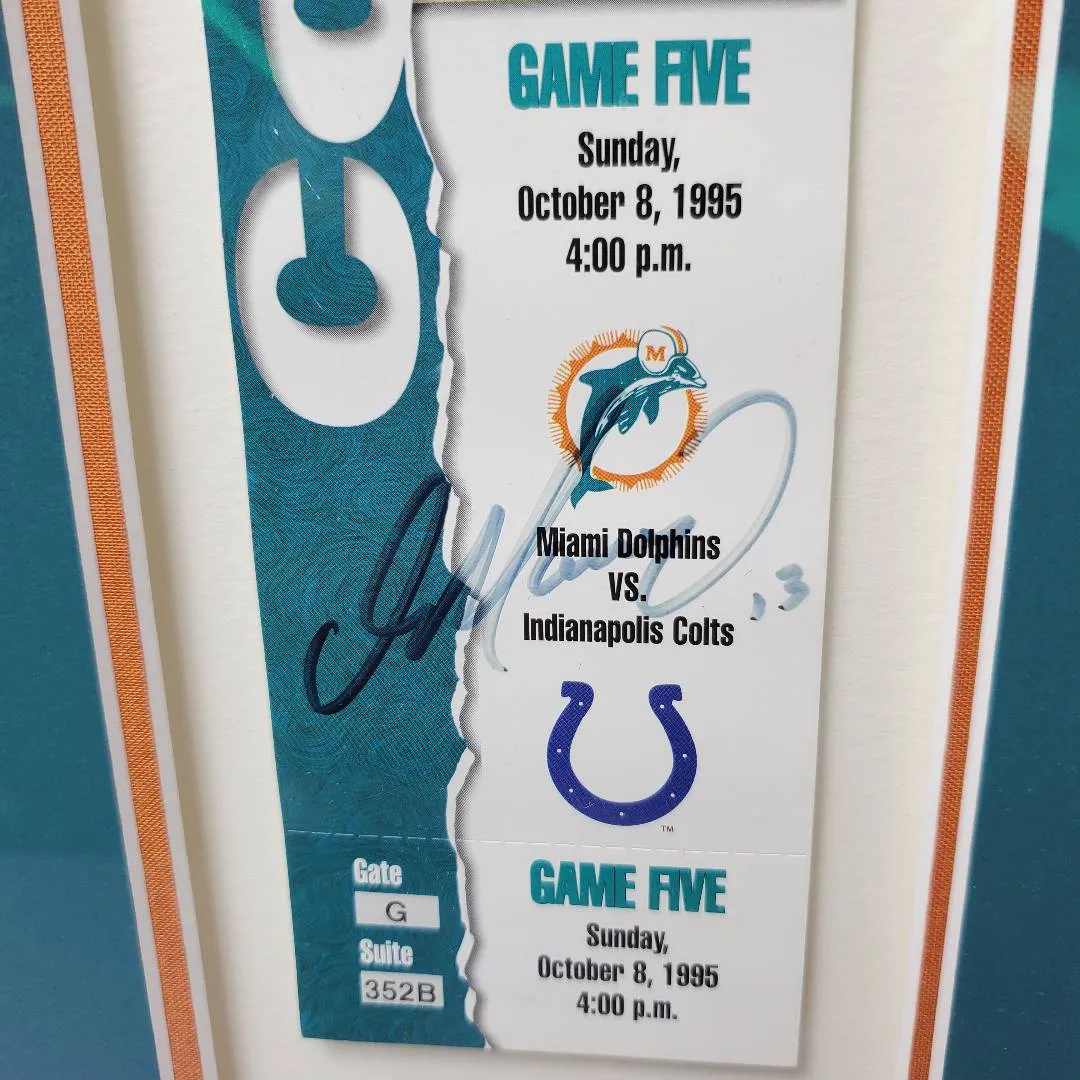 GAME FIVE
Sunday,
October 8, 1995
4:00 p.m.
M
Miami Dolphins
VS.
Indianapolis Colts
13
TM
Gate
G
Suite
352B
GAME FIVE
Sunday,
October 8, 1995
4:00 p.m.